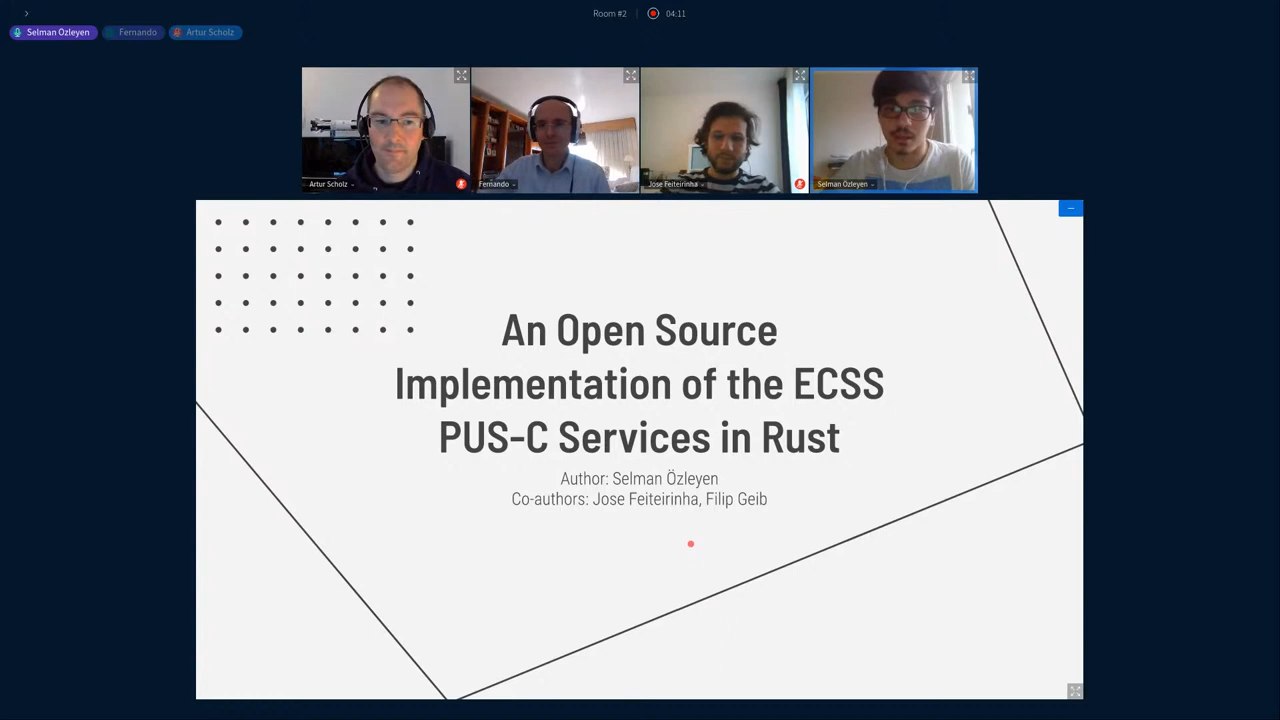 Room #2
04:11
Selman Ozleyen
Fernando
Artur Scholz
Artur Scholz
Fernando
Jose Feiteirinha
Selman Özleyen
An Open Source
Implementation of the ECSS
PUS-C Services in Rust
Author: Selman Özleyen
Co-authors: Jose Feiteirinha, Filip Geib